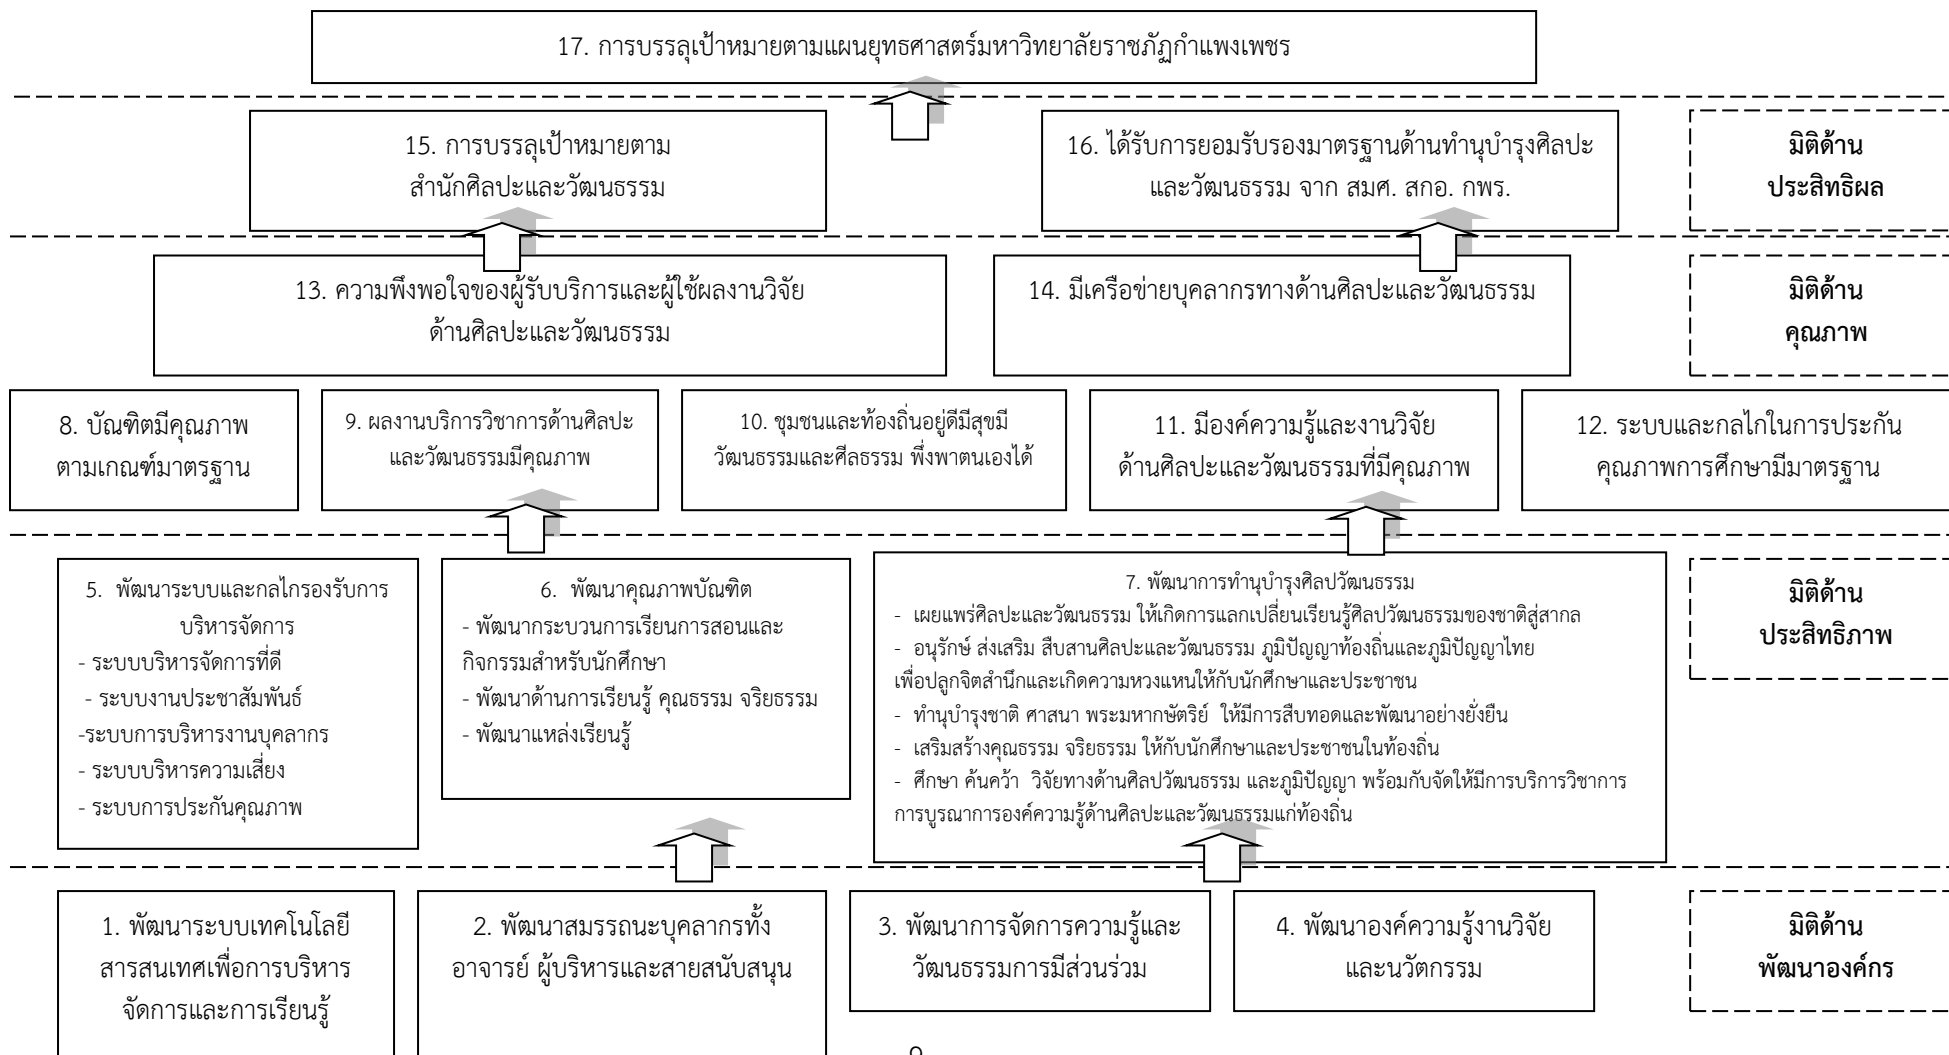 17. การบรรลุเป้าหมายตามแผนยุทธศาสตร์มหาวิทยาลัยราชภัฏกำแพงเพชร
15. การบรรลุเป้าหมายตาม
สำนักศิลปะและวัฒนธรรม
16. ได้รับการยอมรับรองมาตรฐานด้านทำนุบำรุงศิลปะ
และวัฒนธรรม จาก สมศ. สกอ. กพร.
มิติด้าน
ประสิทธิผล
13. ความพึงพอใจของผู้รับบริการและผู้ใช้ผลงานวิจัย
ด้านศิลปะและวัฒนธรรม
14. มีเครือข่ายบุคลากรทางด้านศิลปะและวัฒนธรรม
มิติด้าน
คุณภาพ
8. บัณฑิตมีคุณภาพ
ตามเกณฑ์มาตรฐาน
9. ผลงานบริการวิชาการด้านศิลปะ
และวัฒนธรรมมีคุณภาพ
10. ชุมชนและท้องถิ่นอยู่ดีมีสุขมี
วัฒนธรรมและศีลธรรม พึ่งพาตนเองได้
11. มีองค์ความรู้และงานวิจัย
ด้านศิลปะและวัฒนธรรมที่มีคุณภาพ
12. ระบบและกลไกในการประกัน
คุณภาพการศึกษามีมาตรฐาน
5. พัฒนาระบบและกลไกรองรับการ
บริหารจัดการ
- ระบบบริหารจัดการที่ดี
- ระบบงานประชาสัมพันธ์
-ระบบการบริหารงานบุคลากร
- ระบบบริหารความเสี่ยง
- ระบบการประกันคุณภาพ
6. พัฒนาคุณภาพบัณฑิต
- พัฒนากระบวนการเรียนการสอนและ
กิจกรรมสำหรับนักศึกษา
- พัฒนาด้านการเรียนรู้ คุณธรรม จริยธรรม
- พัฒนาแหล่งเรียนรู้
7. พัฒนาการทำนุบำรุงศิลปวัฒนธรรม
- เผยแพร่ศิลปะและวัฒนธรรม ให้เกิดการแลกเปลี่ยนเรียนรู้ศิลปวัฒนธรรมของชาติสู่สากล
- อนุรักษ์ ส่งเสริม สืบสานศิลปะและวัฒนธรรม ภูมิปัญญาท้องถิ่นและภูมิปัญญาไทย
เพื่อปลูกจิตสำนึกและเกิดความหวงแหนให้กับนักศึกษาและประชาชน
- ทำนุบำรุงชาติ ศาสนา พระมหากษัตริย์ ให้มีการสืบทอดและพัฒนาอย่างยั่งยืน
- เสริมสร้างคุณธรรม จริยธรรม ให้กับนักศึกษาและประชาชนในท้องถิ่น
- ศึกษา ค้นคว้า วิจัยทางด้านศิลปวัฒนธรรม และภูมิปัญญา พร้อมกับจัดให้มีการบริการวิชาการ
การบูรณาการองค์ความรู้ด้านศิลปะและวัฒนธรรมแก่ท้องถิ่น
มิติด้าน
ประสิทธิภาพ
1. พัฒนาระบบเทคโนโลยี
สารสนเทศเพื่อการบริหาร
จัดการและการเรียนรู้
2. พัฒนาสมรรถนะบุคลากรทั้ง
อาจารย์ ผู้บริหารและสายสนับสนุน
3. พัฒนาการจัดการความรู้และ
วัฒนธรรมการมีส่วนร่วม
4. พัฒนาองค์ความรู้งานวิจัย
และนวัตกรรม
มิติด้าน
พัฒนาองค์กร